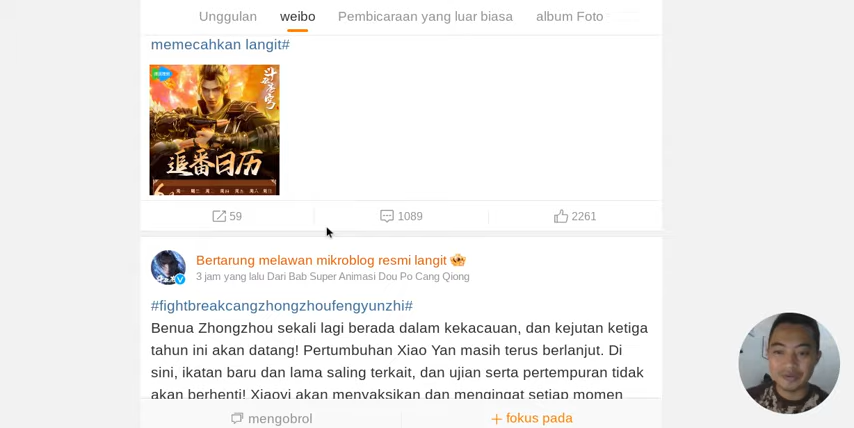 Unggulan weibo Pembicaraan yang luar biasa album Foto
memecahkan langit#
追番日历
59 1089 2261
Bertarung melawan mikroblog resmi langit
3 jam yang lalu Dari Bab Super Animasi Dou Po Cang Qiong
#fightbreakcangzhongzhoufengyunzhi#
Benua Zhongzhou sekali lagi berada dalam kekacauan, dan kejutan ketiga
tahun ini akan datang! Pertumbuhan Xiao Yan masih terus berlanjut. Di
sini, ikatan baru dan lama saling terkait, dan ujian serta pertempuran tidak
akan berhenti! Xiaoyi akan menyaksikan dan mengingat setiap momen
mengobrol + fokus pada